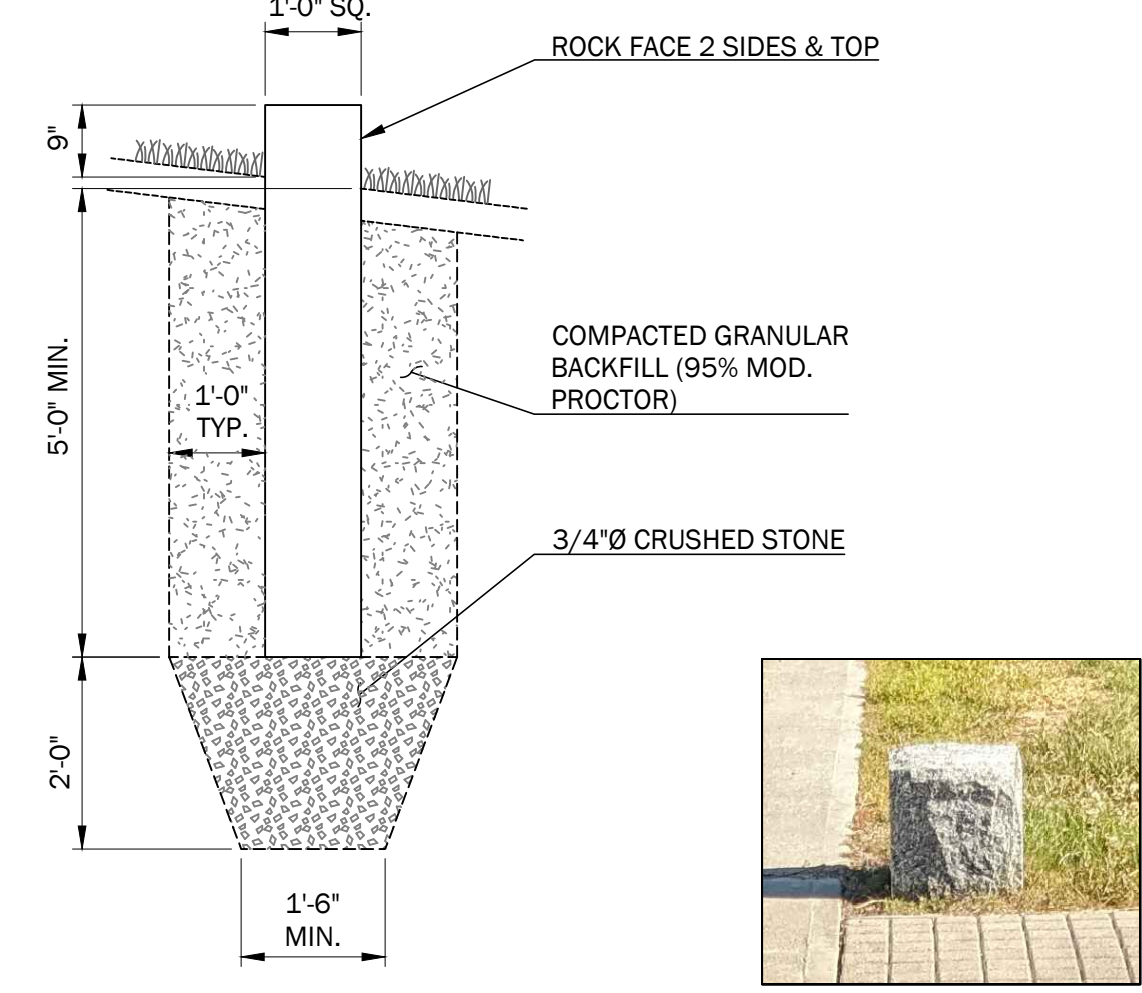 1'-0" SQ.
ROCK FACE 2 SIDES & TOP
9"
5'-0" MIN.
COMPACTED GRANULAR
BACKFILL (95% MOD.
PROCTOR)
1'-0"
TYP.
3/4"Ø CRUSHED STONE
2'-0"
1'-6"
MIN.